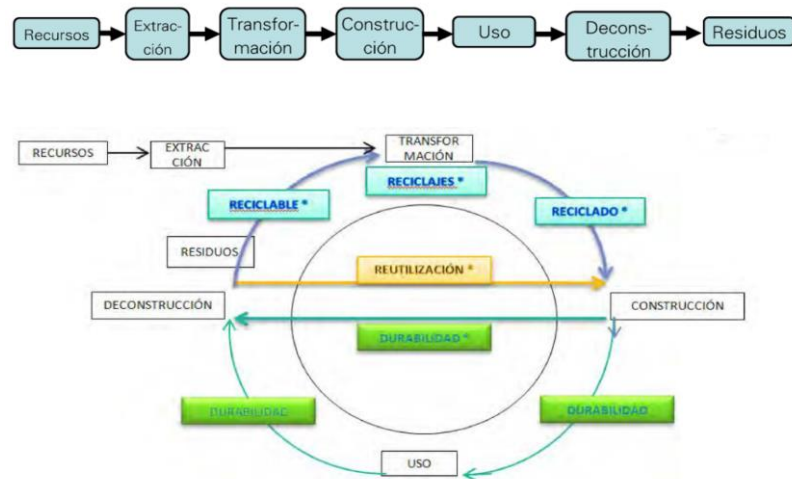 Recursos
Extrac-
ción
Transfor-
mación
Construc-
ción
Uso
Decons-
trucción
Residuos
TRANSFOR
MACIÓN
RECURSOS
EXTRAC
CIÓN
RECICLAJES *
RECICLABLE *
RECICLADO *
RESIDUOS
REUTILIZACIÓN *
DECONSTRUCCIÓN
CONSTRUCCIÓN
DURABILIDAD *
DURABILIDAD
DURABILIDAD
USO